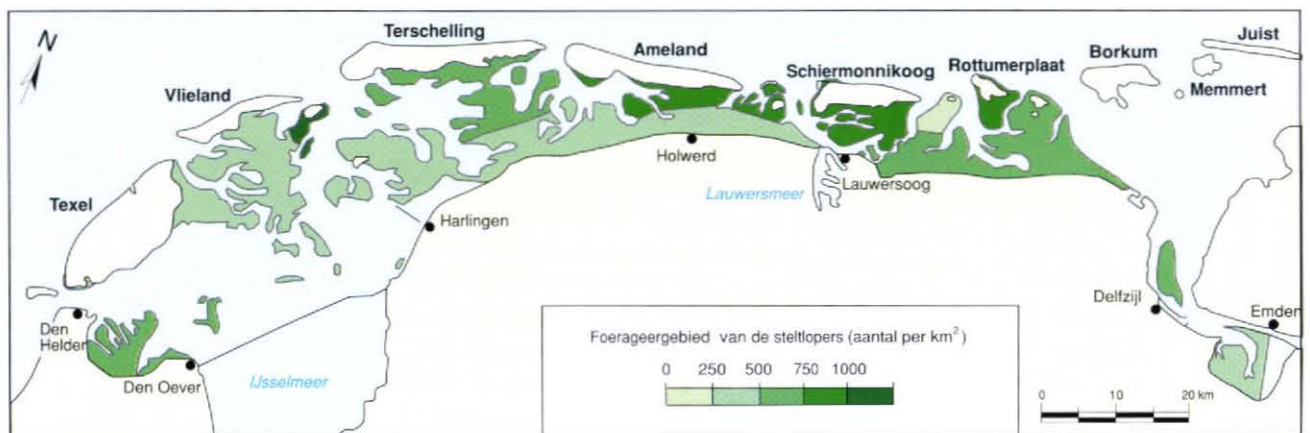 N
Terschelling
Ameland
Schiermonnikoog
Rottumerplaat
Borkum
Juist
Memmert
Vlieland
Texel
Holwerd
Lauwersoog
Lauwersmeer
Harlingen
Den
Helder
Den Oever
IJsselmeer
Delfzijl
Emden
Foerageergebied van de steltlopers (aantal per km²)
0 250 500 750 1000
0 10 20 km